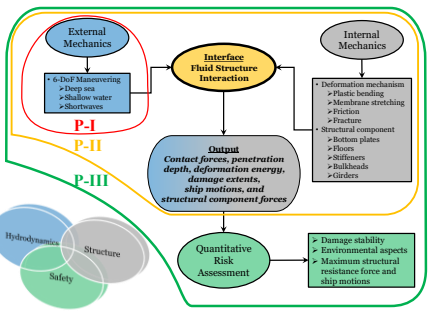 External
Mechanics
Interface
Fluid Structure
Interaction
Internal
Mechanics
• 6-DoF Maneuvering
➢Deep sea
➢Shallow water
➢Shortwaves
• Deformation mechanism
➢Plastic bending
➢Membrane stretching
➢Friction
➢Fracture
• Structural component
➢Bottom plates
➢Floors
➢Stiffeners
➢Bulkheads
➢Girders
P-I
P-II
P-III
Output
Contact forces, penetration
depth, deformation energy,
damage extents,
ship motions, and
structural component forces
Hydrodynamics
Structure
Safety
Quantitative
Risk
Assessment
➢ Damage stability
➢ Environmental aspects
➢ Maximum structural
resistance force and
ship motions